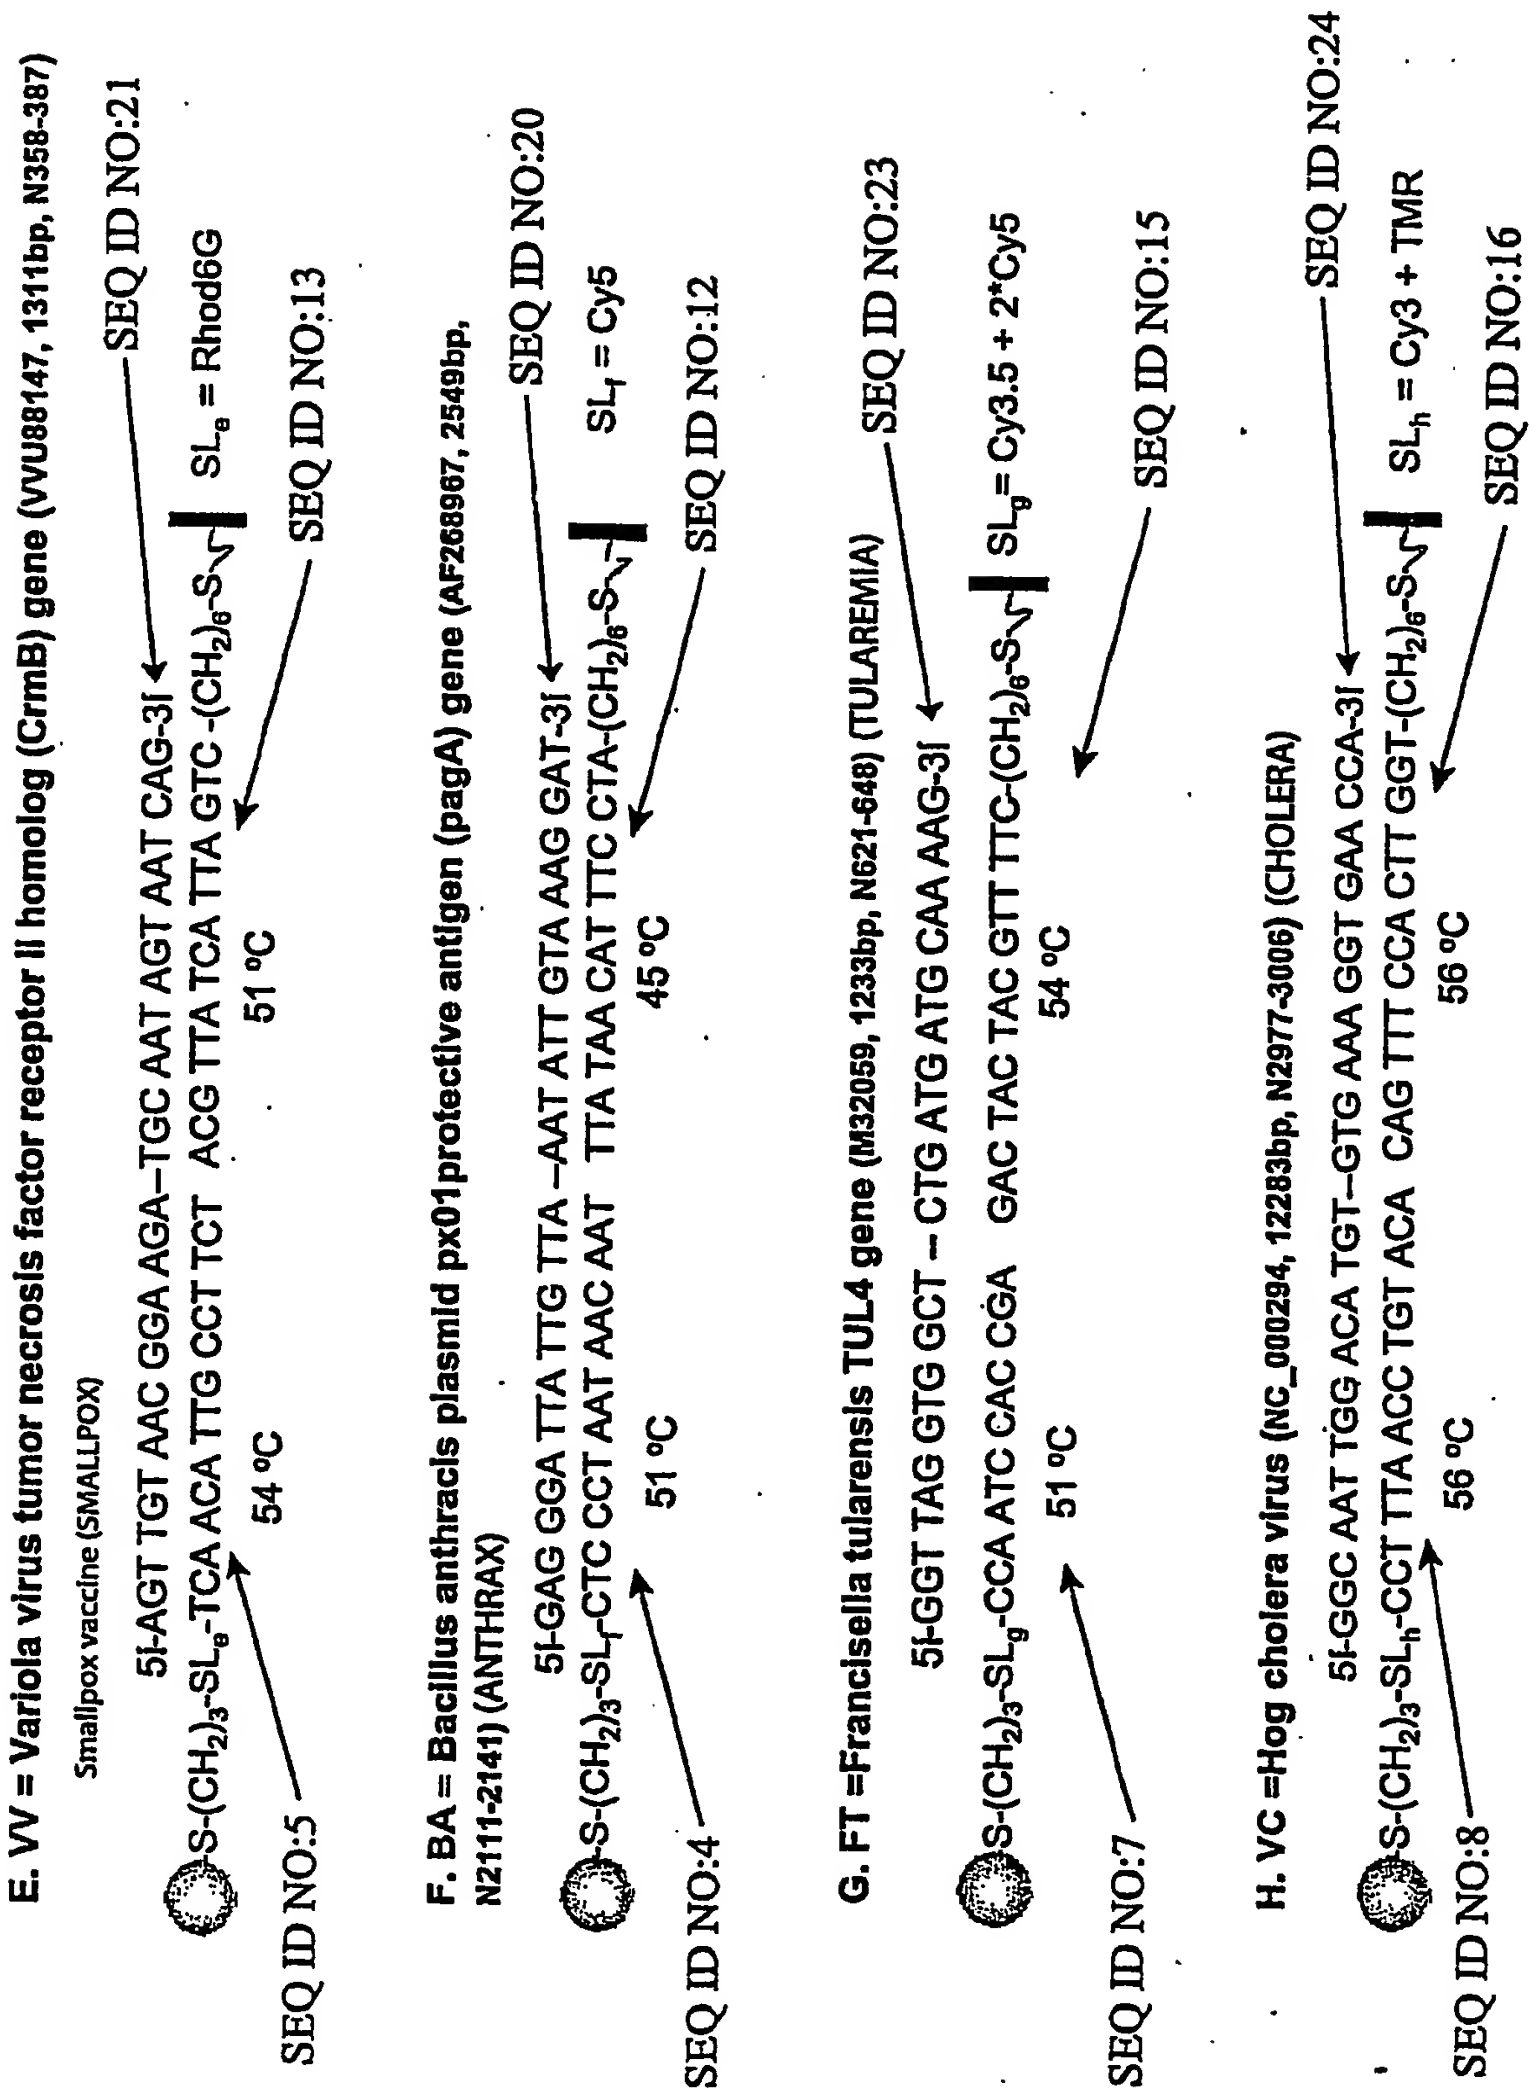 E. VV = Variola virus tumor necrosis factor receptor II homolog (CrmB) gene (VVU88147, 1311bp, N358-387)
Smallpox vaccine (SMALLPOX)
SEQ ID NO:21
5Ī-AGT TGT AAC GGA AGA–TGC AAT AGT AAT CAG-3Ī
-S-(CH2)3-SLe-TCA ACA TTG CCT TCT ACG TTA TCA TTA GTC -(CH2)6-S SLe = Rhod6G
54 ºC 51 ºC
SEQ ID NO:5 SEQ ID NO:13
F. BA = Bacillus anthracis plasmid px01protective antigen (pagA) gene (AF268967, 2549bp,
N2111-2141) (ANTHRAX)
SEQ ID NO:20
5Ī-GAG GGA TTA TTG TTA –AAT ATT GTA AAG GAT-3Ī
-S-(CH2)3-SLf-CTC CCT AAT AAC AAT TTA TAA CAT TTC CTA-(CH2)6-S SLf = Cy5
51 ºC 45 ºC
SEQ ID NO:4 SEQ ID NO:12
G. FT =Francisella tularensis TUL4 gene (M32059, 1233bp, N621-648) (TULAREMIA)
SEQ ID NO:23
5Ī-GGT TAG GTG GCT – CTG ATG ATG CAA AAG-3Ī
-S-(CH2)3-SLg-CCA ATC CAC CGA GAC TAC TAC GTT TTC-(CH2)6-S SLg= Cy3.5 + 2*Cy5
51 ºC 54 ºC
SEQ ID NO:7 SEQ ID NO:15
H. VC =Hog cholera virus (NC_000294, 12283bp, N2977-3006) (CHOLERA)
SEQ ID NO:24
5Ī-GGC AAT TGG ACA TGT–GTG AAA GGT GAA CCA-3Ī
-S-(CH2)3-SLh-CCT TTA ACC TGT ACA CAG TTT CCA CTT GGT-(CH2)6-S SLh = Cy3 + TMR
56 ºC 56 ºC
SEQ ID NO:8 SEQ ID NO:16